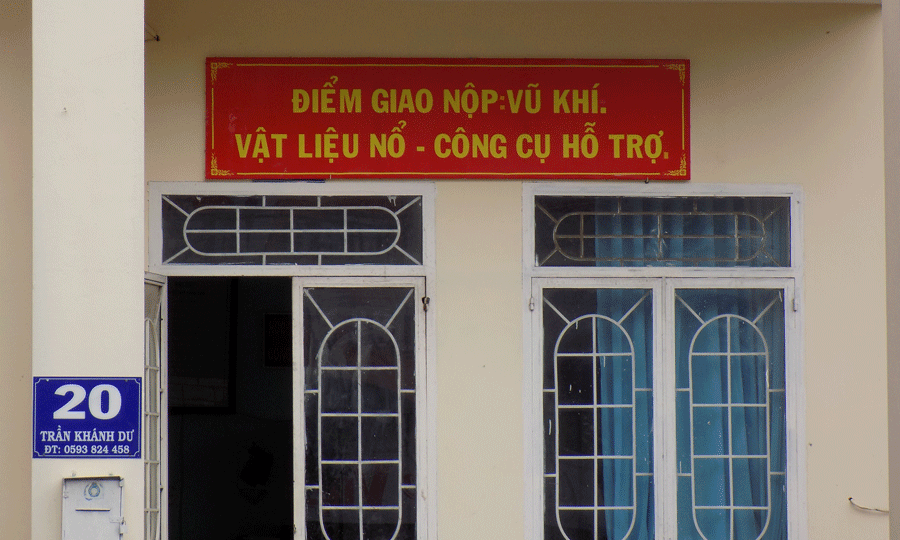 ĐIỂM GIAO NỘP:VŨ KHÍ.
VẬT LIỆU NỔ - CÔNG CỤ HỖ TRỢ.
20
TRẦN KHÁNH DƯ
ĐT: 0593 824 458